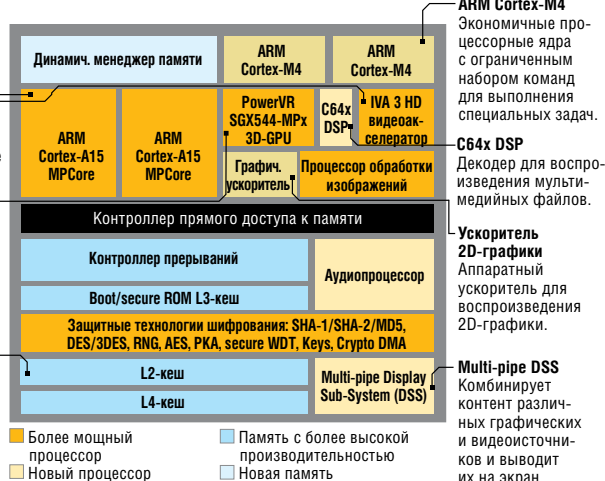 Динамич. менеджер памяти
ARM
Cortex-M4
ARM
Cortex-M4
ARM
Cortex-A15
MPCore
ARM
Cortex-A15
MPCore
PowerVR
SGX544-MPx
3D-GPU
C64x
DSP
IVA 3 HD
видеоак-
селератор
Графич.
ускоритель
Процессор обработки
изображений
Контроллер прямого доступа к памяти
Контроллер прерываний
Аудиопроцессор
Boot/secure ROM L3-кеш
Защитные технологии шифрования: SHA-1/SHA-2/MD5,
DES/3DES, RNG, AES, PKA, secure WDT, Keys, Crypto DMA
L2-кеш
L4-кеш
Multi-pipe Display
Sub-System (DSS)
Более мощный
процессор
Новый процессор
Память с более высокой
производительностью
Новая память
ARM Cortex-M4
Экономичные про-
цессорные ядра
с ограниченным
набором команд
для выполнения
специальных задач.
C64x DSP
Декодер для воспро-
изведения мульти-
медийных файлов.
Ускоритель
2D-графики
Аппаратный
ускоритель для
воспроизведения
2D-графики.
Multi-pipe DSS
Комбинирует
контент различ-
ных графических
и видеоисточни-
ков и выводит
их на экран